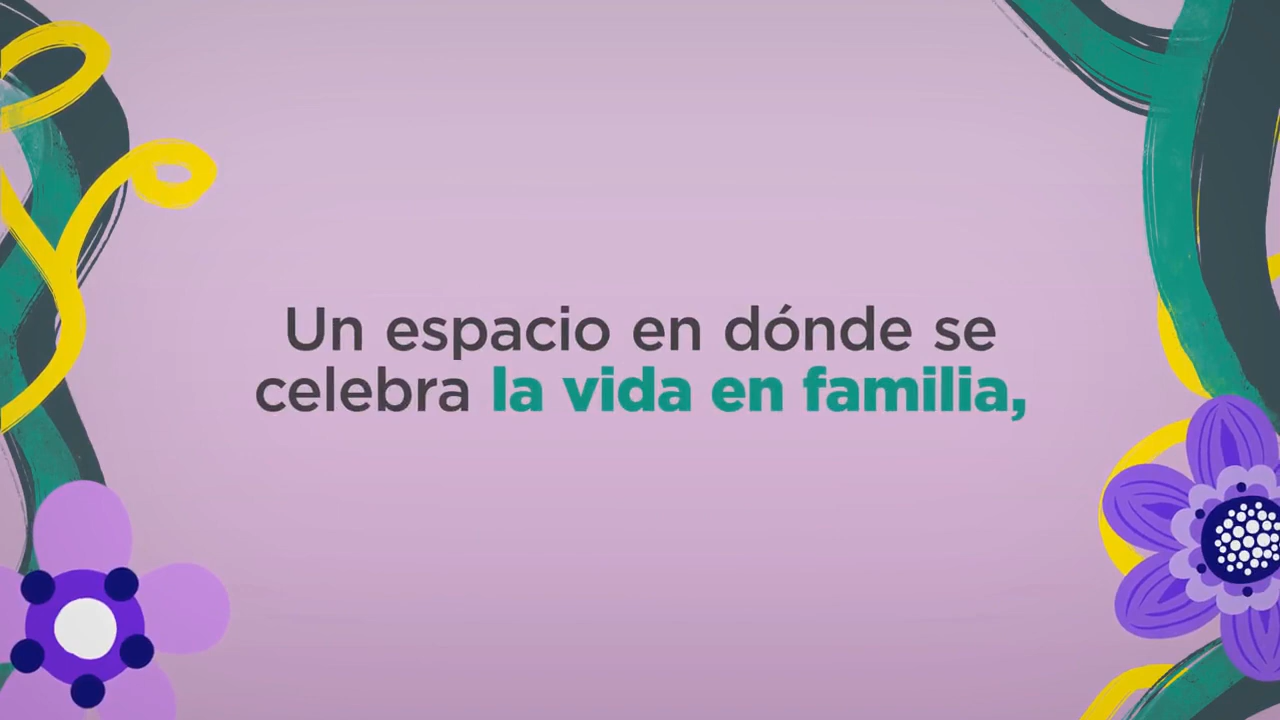 Un espacio en dónde se
celebra la vida en familia,